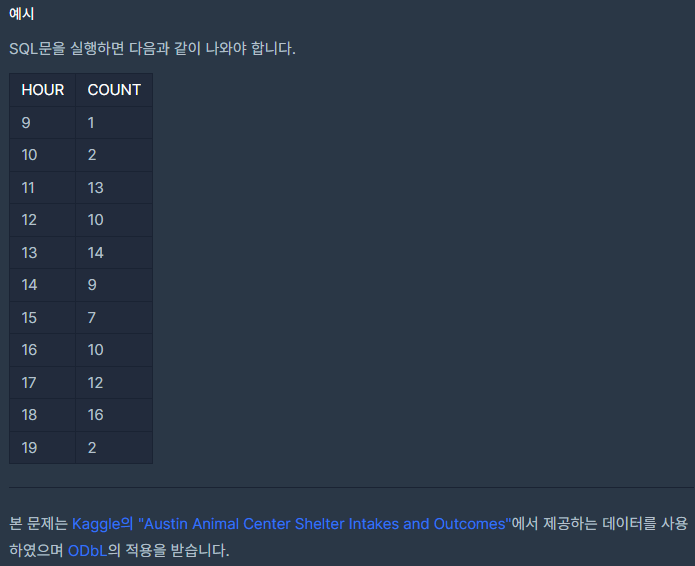 예시
SQL문을 실행하면 다음과 같이 나와야 합니다.
HOUR COUNT
9 1
10 2
11 13
12 10
13 14
14 9
15 7
16 10
17 12
18 16
19 2
본 문제는 Kaggle의 "Austin Animal Center Shelter Intakes and Outcomes"에서 제공하는 데이터를 사용
하였으며 ODbL의 적용을 받습니다.